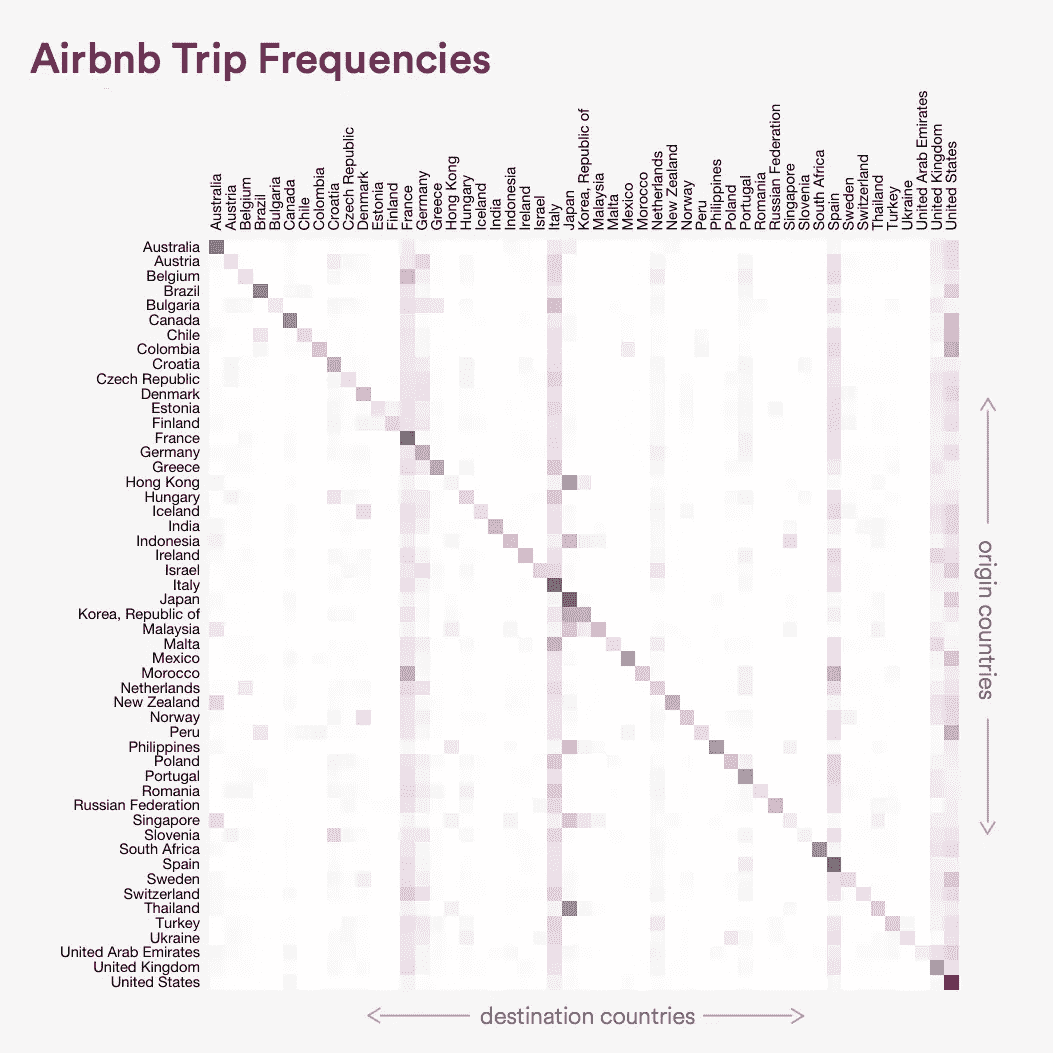 Airbnb Trip Frequencies
Australia
Austria
Belgium
Brazil
Bulgaria
Canada
Chile
Colombia
Croatia
Czech Republic
Denmark
Estonia
Finland
France
Germany
Greece
Hong Kong
Hungary
Iceland
India
Indonesia
Ireland
Israel
Italy
Japan
Korea, Republic of
Malaysia
Malta
Mexico
Morocco
Netherlands
New Zealand
Norway
Peru
Philippines
Poland
Portugal
Romania
Russian Federation
Singapore
Slovenia
South Africa
Spain
Sweden
Switzerland
Thailand
Turkey
Ukraine
United Arab Emirates
United Kingdom
United States
Australia
Austria
Belgium
Brazil
Bulgaria
Canada
Chile
Colombia
Croatia
Czech Republic
Denmark
Estonia
Finland
France
Germany
Greece
Hong Kong
Hungary
Iceland
India
Indonesia
Ireland
Israel
Italy
Japan
Korea, Republic of
Malaysia
Malta
Mexico
Morocco
Netherlands
New Zealand
Norway
Peru
Philippines
Poland
Portugal
Romania
Russian Federation
Singapore
Slovenia
South Africa
Spain
Sweden
Switzerland
Thailand
Turkey
Ukraine
United Arab Emirates
United Kingdom
United States
origin countries
destination countries